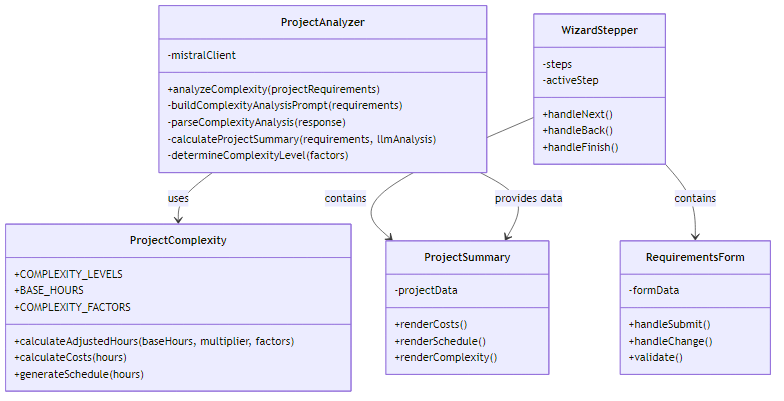 ProjectAnalyzer
-mistralClient
+analyzeComplexity(projectRequirements)
-buildComplexityAnalysisPrompt(requirements)
-parseComplexityAnalysis(response)
-calculateProjectSummary(requirements, llmAnalysis)
-determineComplexityLevel(factors)
WizardStepper
-steps
-activeStep
+handleNext()
+handleBack()
+handleFinish()
uses
contains
provides data
contains
ProjectComplexity
+COMPLEXITY_LEVELS
+BASE_HOURS
+COMPLEXITY_FACTORS
+calculateAdjustedHours(baseHours, multiplier, factors)
+calculateCosts(hours)
+generateSchedule(hours)
ProjectSummary
-projectData
+renderCosts()
+renderSchedule()
+renderComplexity()
RequirementsForm
-formData
+handleSubmit()
+handleChange()
+validate()